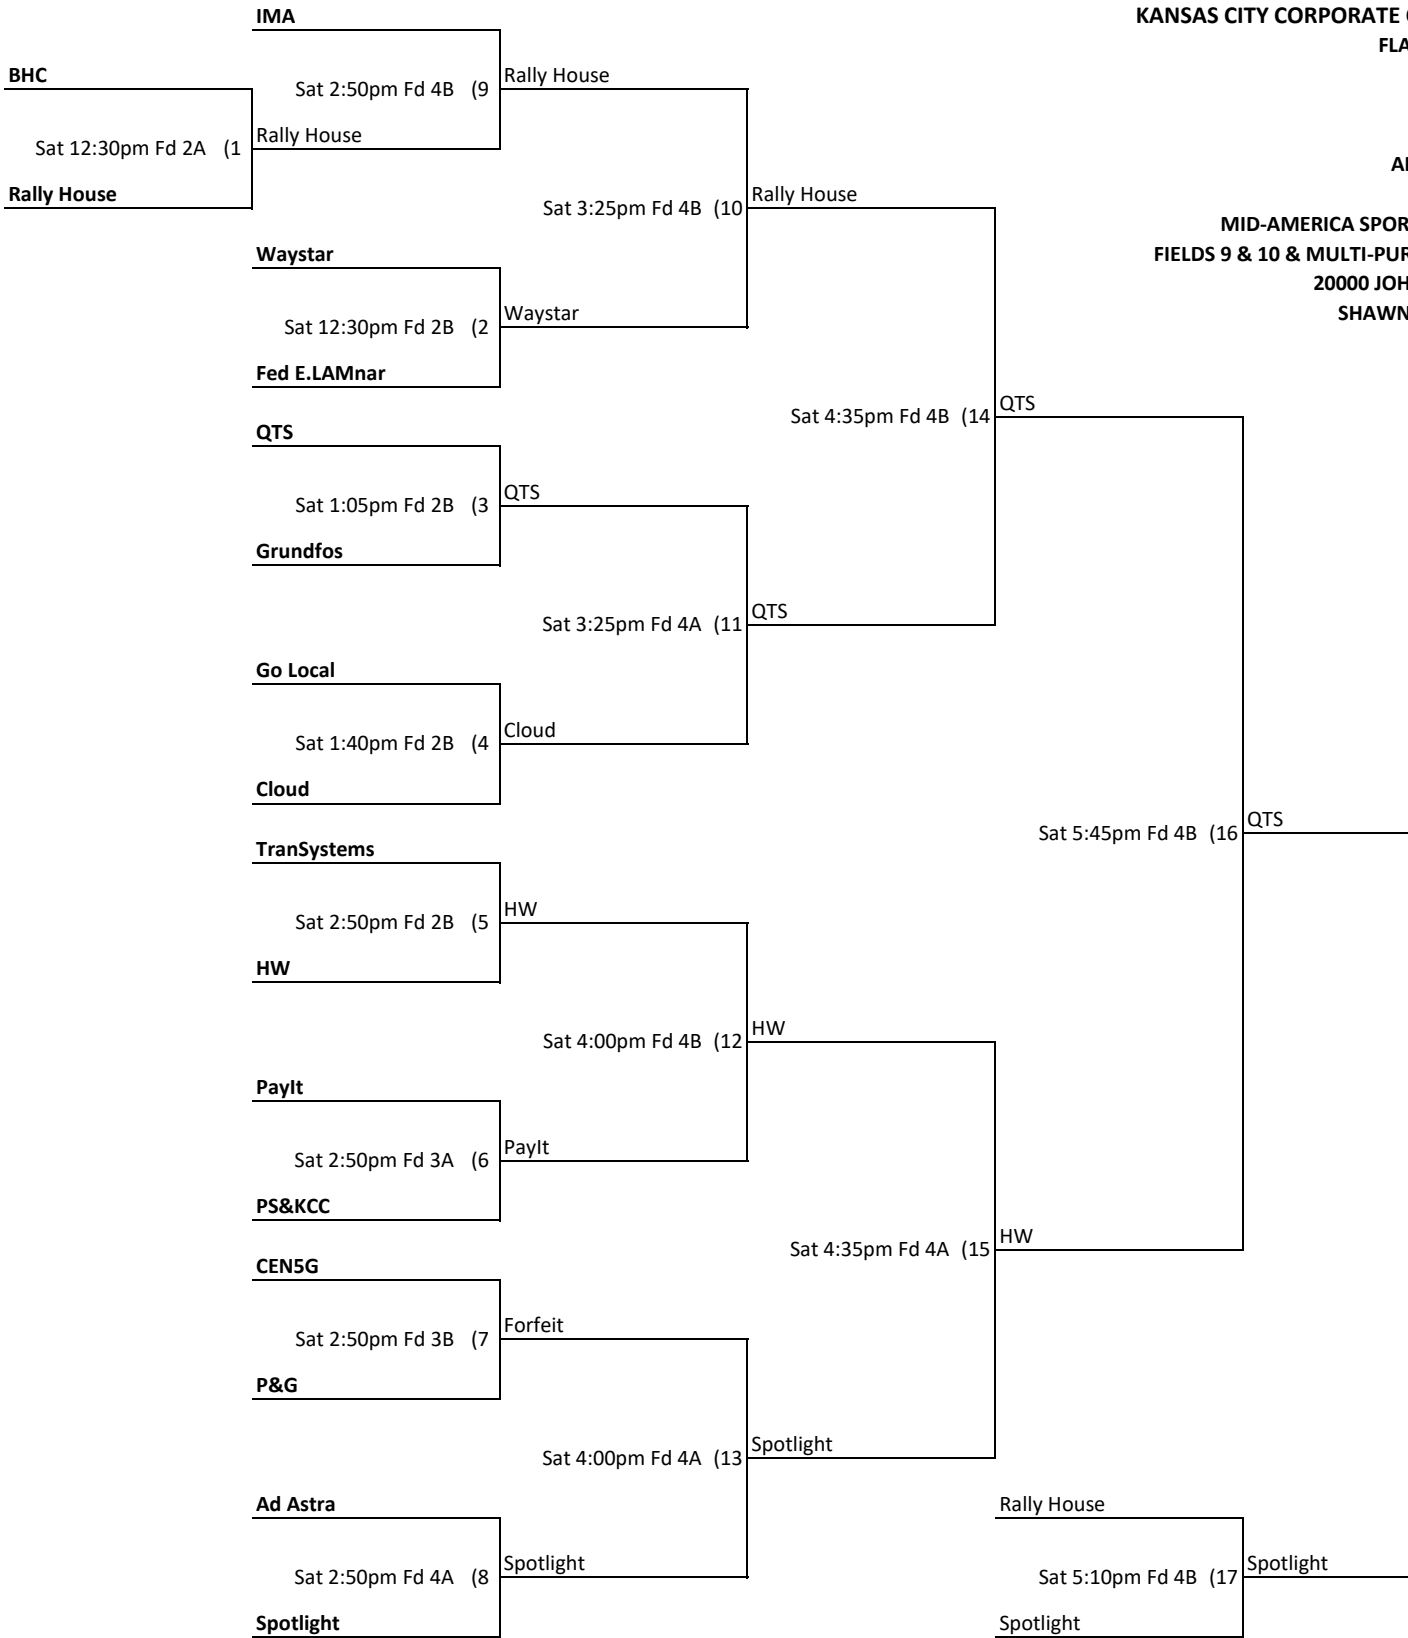 IMA
KANSAS CITY CORPORATE
FLA
BHC
Sat 2:50pm Fd 4B (9
Rally House
Sat 12:30pm Fd 2A (1
Rally House
Rally House
Sat 3:25pm Fd 4B (10
Rally House
MID-AMERICA SPOR
FIELDS 9 & 10 & MULTI-PUR
20000 JOH
SHAWN
Waystar
Sat 12:30pm Fd 2B (2
Waystar
Fed E.LAMnar
Sat 4:35pm Fd 4B (14
QTS
QTS
Sat 1:05pm Fd 2B (3
QTS
Grundfos
Sat 3:25pm Fd 4A (11
QTS
Go Local
Sat 1:40pm Fd 2B (4
Cloud
Cloud
Sat 5:45pm Fd 4B (16
QTS
TranSystems
Sat 2:50pm Fd 2B (5
HW
HW
Sat 4:00pm Fd 4B (12
HW
PayIt
Sat 2:50pm Fd 3A (6
PayIt
PS&KCC
Sat 4:35pm Fd 4A (15
HW
CEN5G
Sat 2:50pm Fd 3B (7
Forfeit
P&G
Sat 4:00pm Fd 4A (13
Spotlight
Ad Astra
Rally House
Sat 2:50pm Fd 4A (8
Spotlight
Sat 5:10pm Fd 4B (17
Spotlight
Spotlight
Spotlight